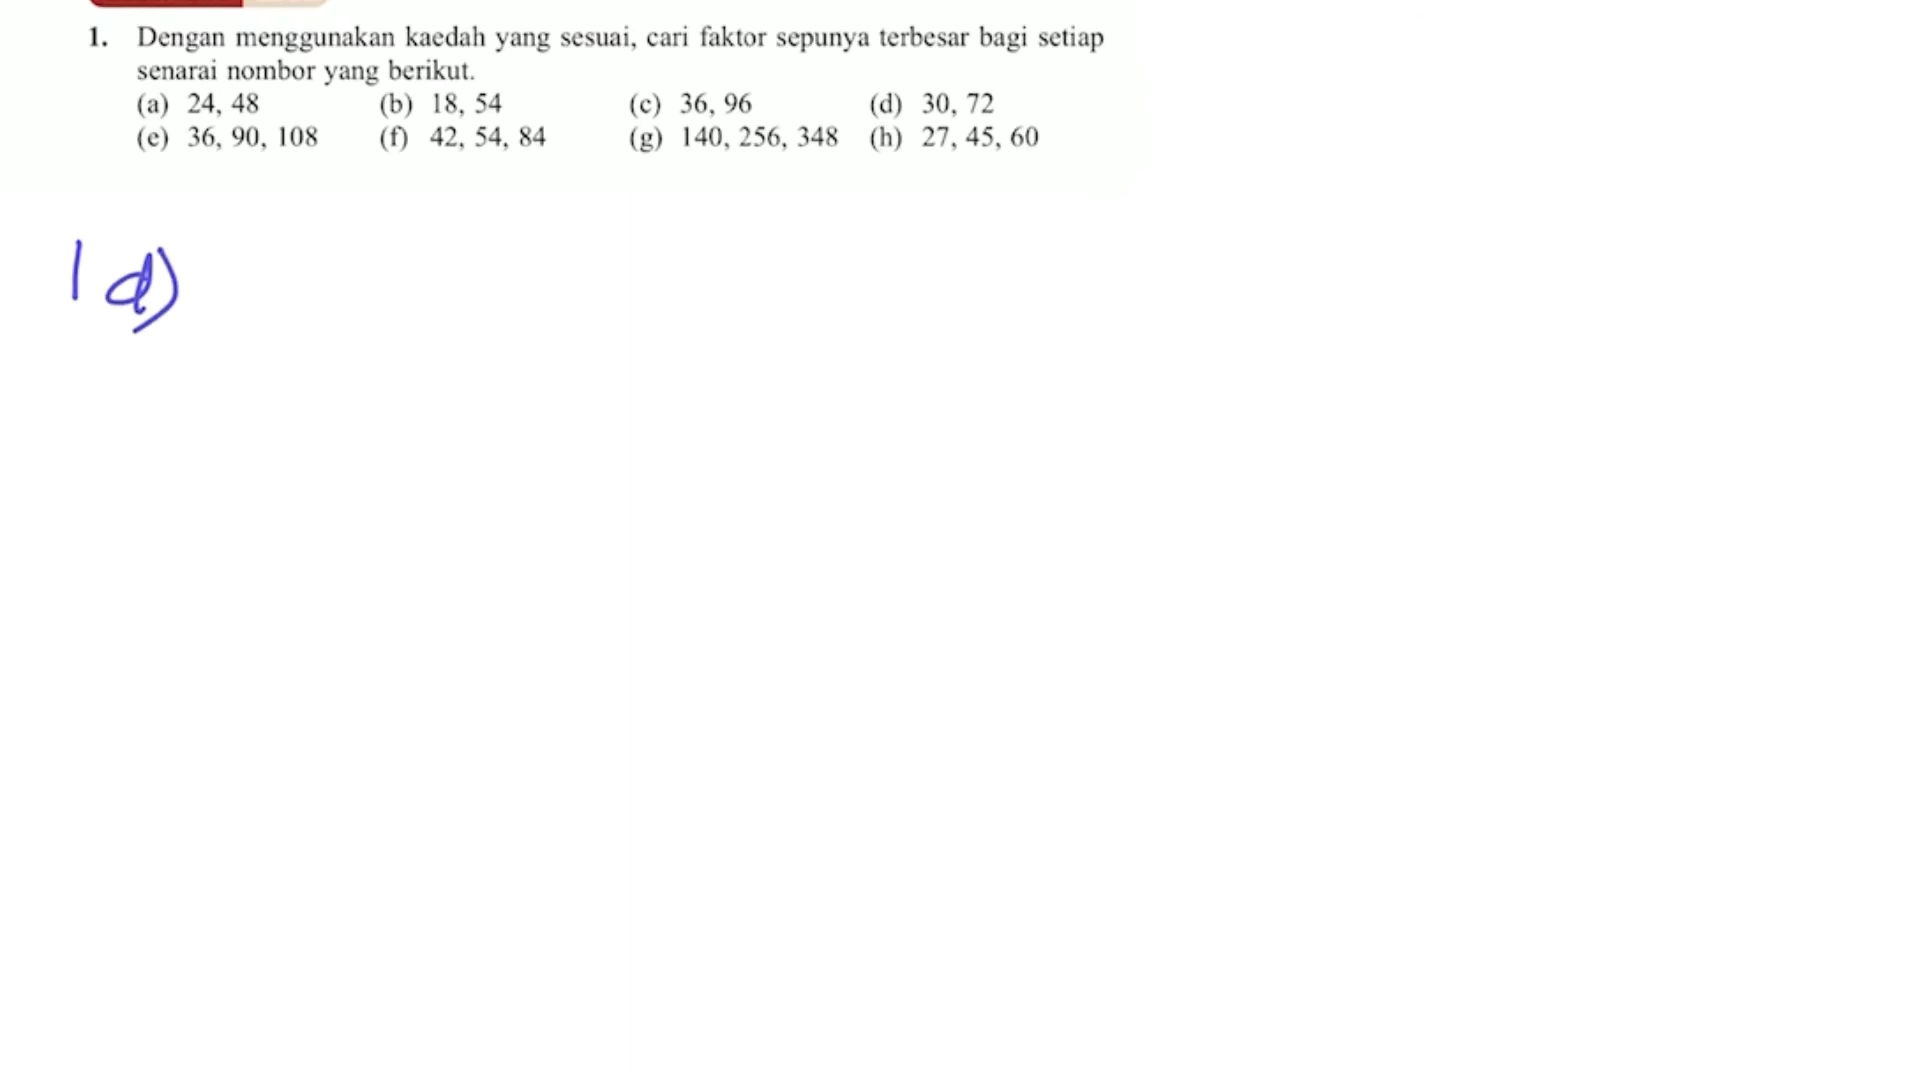 1. Dengan menggunakan kaedah yang sesuai, cari faktor sepunya terbesar bagi setiap
senarai nombor yang berikut.
(a) 24, 48 (b) 18, 54 (c) 36, 96 (d) 30, 72
(e) 36, 90, 108 (f) 42, 54, 84 (g) 140, 256, 348 (h) 27, 45, 60
1 d)